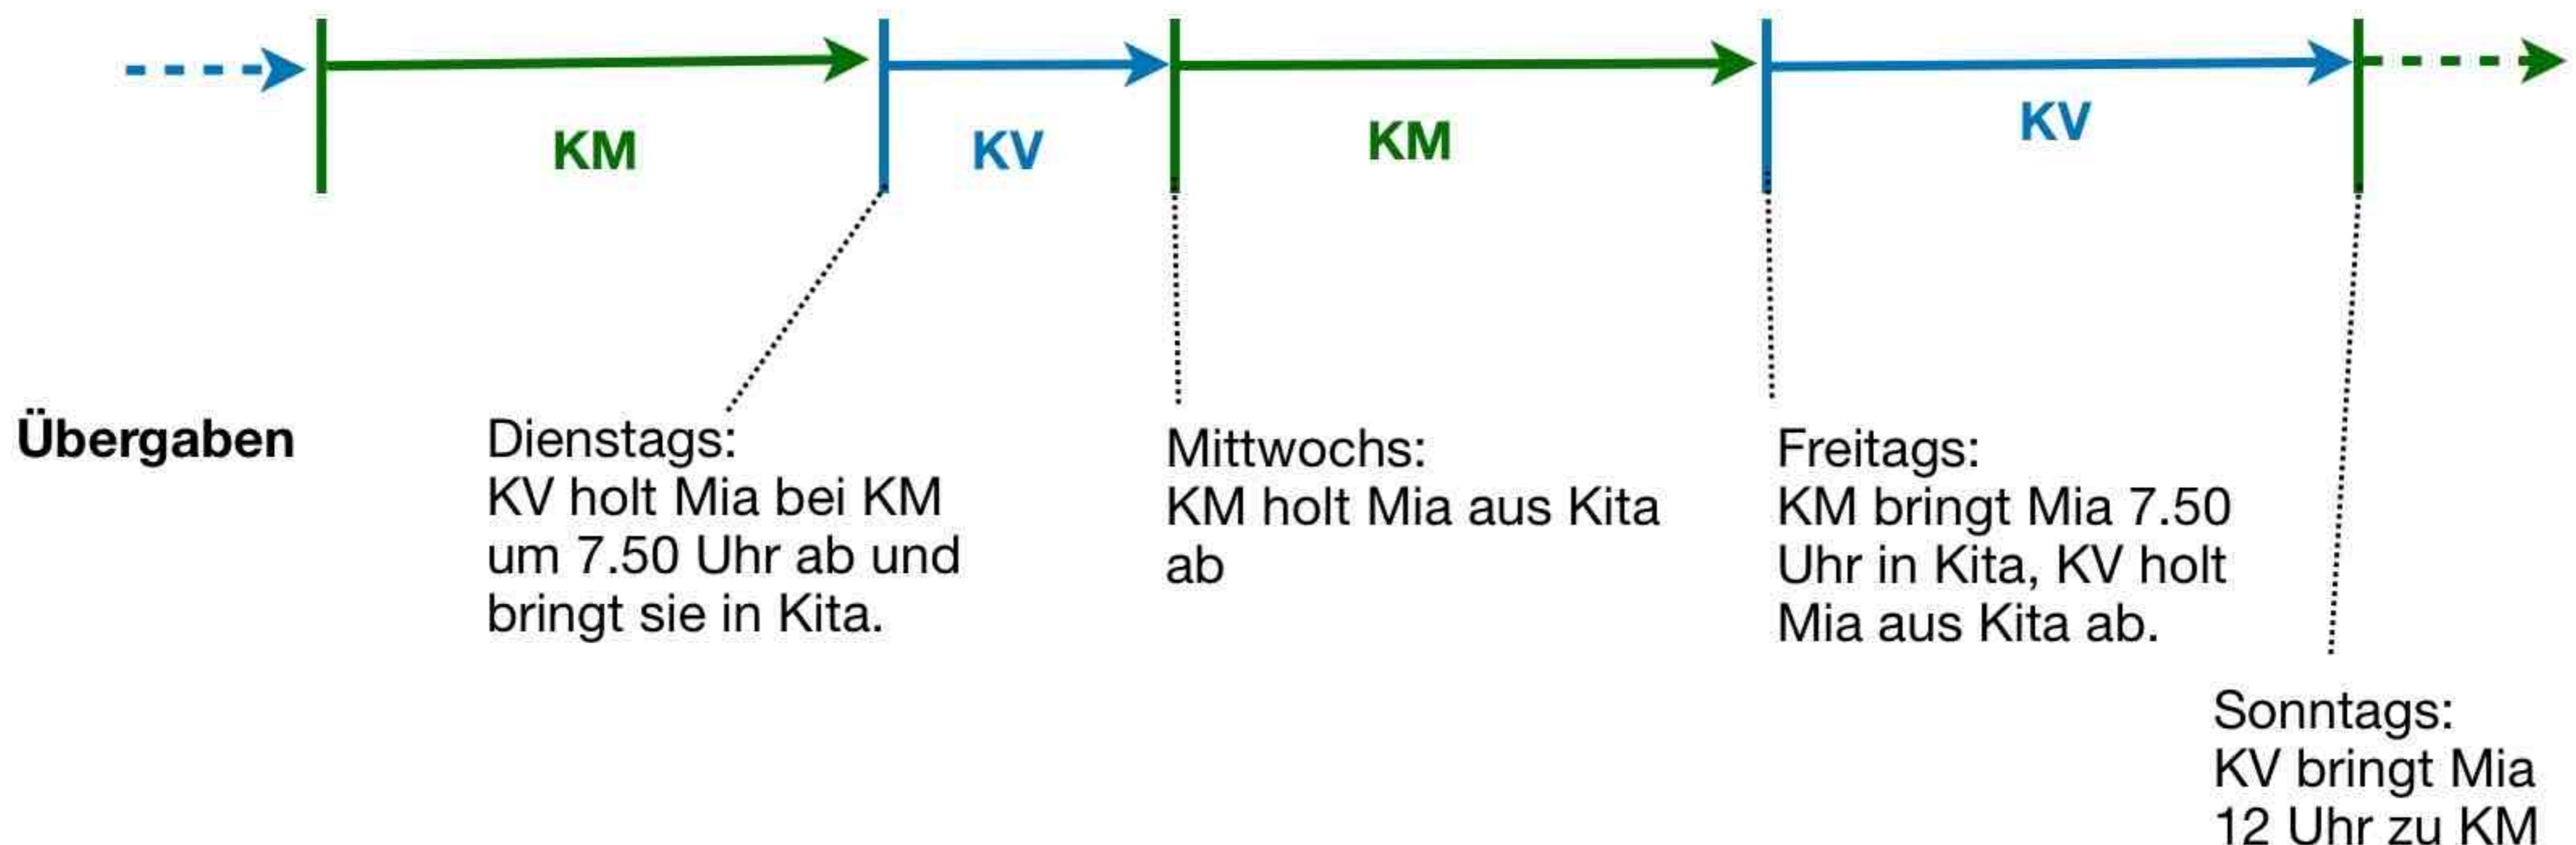 KM
KV
KM
KV
Übergaben
Dienstags:
KV holt Mia bei KM
um 7.50 Uhr ab und
bringt sie in Kita.
Mittwochs:
KM holt Mia aus Kita
ab
Freitags:
KM bringt Mia 7.50
Uhr in Kita, KV holt
Mia aus Kita ab.
Sonntags:
KV bringt Mia
12 Uhr zu KM